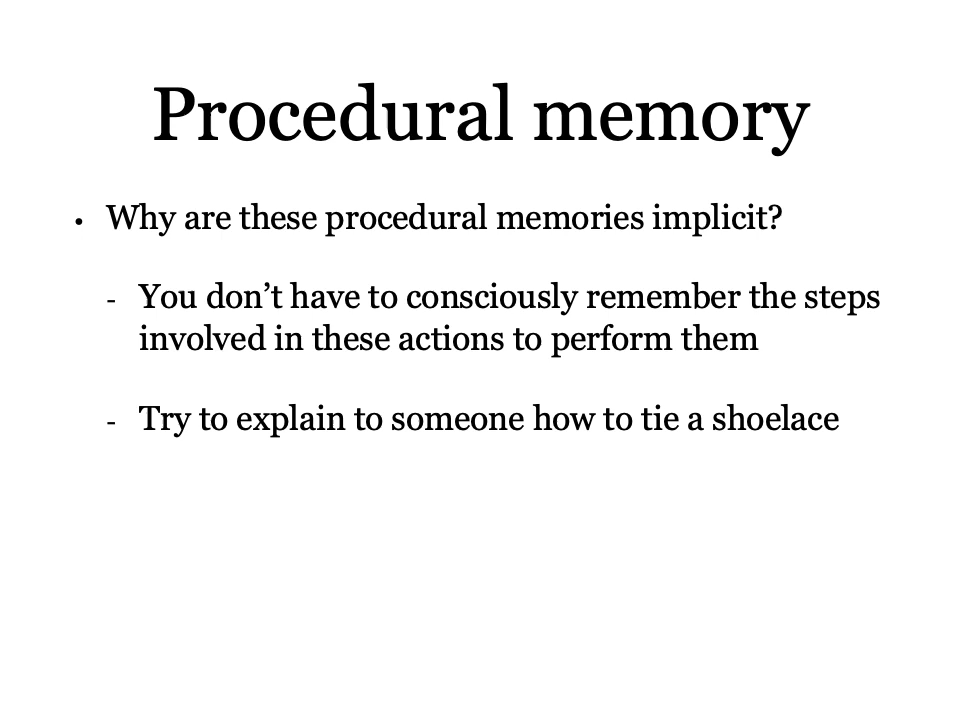 Procedural memory
• Why are these procedural memories implicit?
- You don’t have to consciously remember the steps
involved in these actions to perform them
- Try to explain to someone how to tie a shoelace